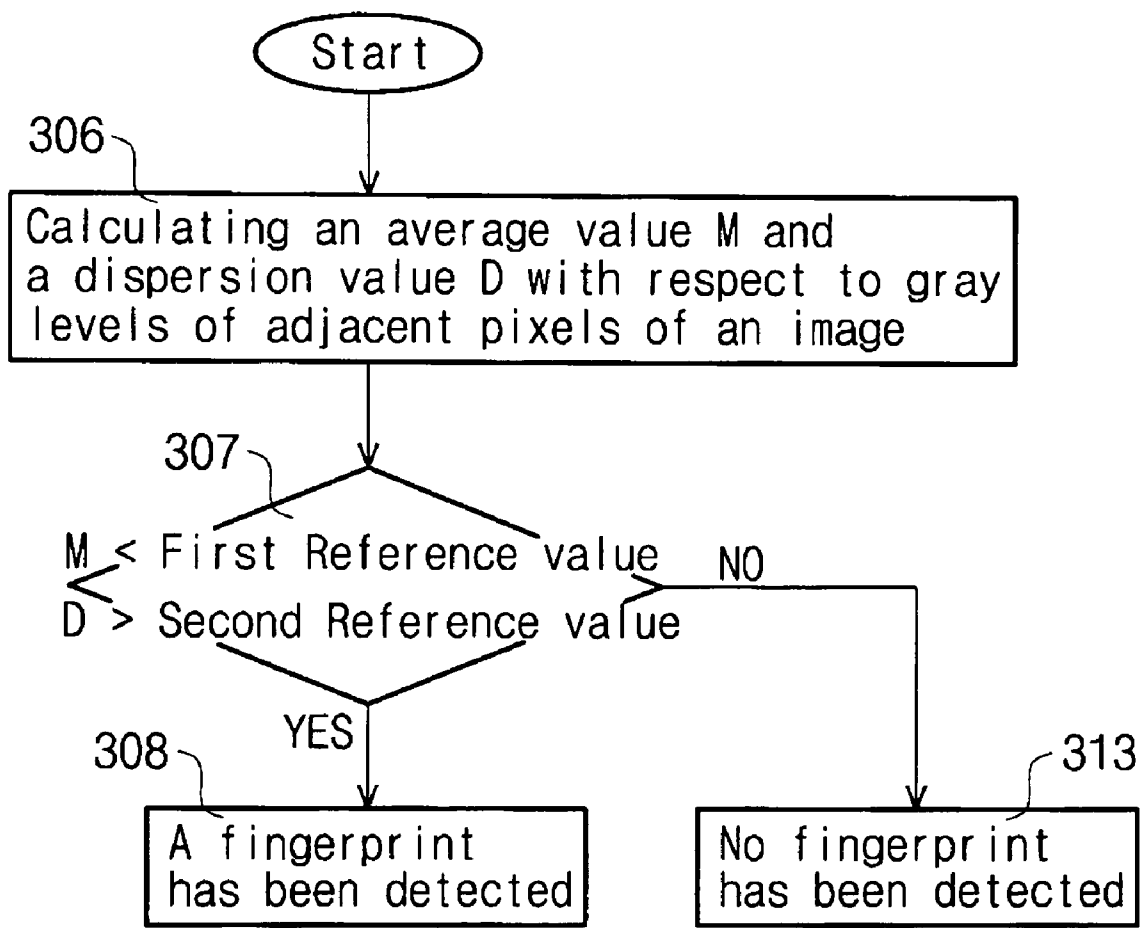 Start
306
Calculating an average value M and
a dispersion value D with respect to gray
levels of adjacent pixels of an image
307
M < First Reference value
NO
D > Second Reference value
YES
308
313
A fingerprint
has been detected
No fingerprint
has been detected